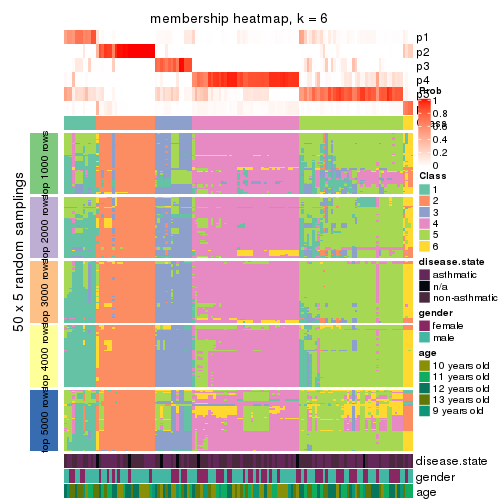 membership heatmap, k = 6
p1
p2
p3
p4
p5
Prob
1
0.8
0.6
0.4
0.2
0
Class
1
2
3
4
5
6
disease.state
asthmatic
n/a
non-asthmatic
gender
female
male
age
10 years old
11 years old
12 years old
13 years old
9 years old
50 x 5 random samplings
top 1000 rows
top 2000 rows
top 3000 rows
top 4000 rows
top 5000 rows
disease.state
gender
age